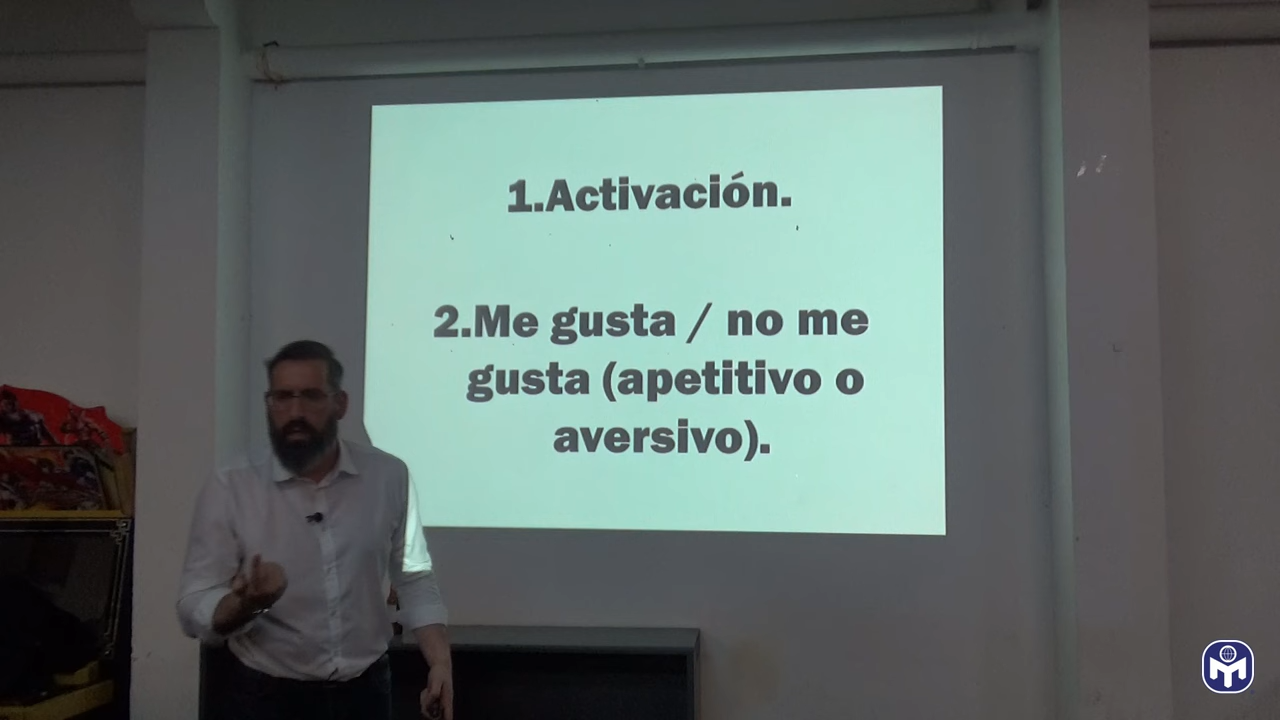 1.Activación.
2.Me gusta / no me
gusta (apetitivo o
aversivo).